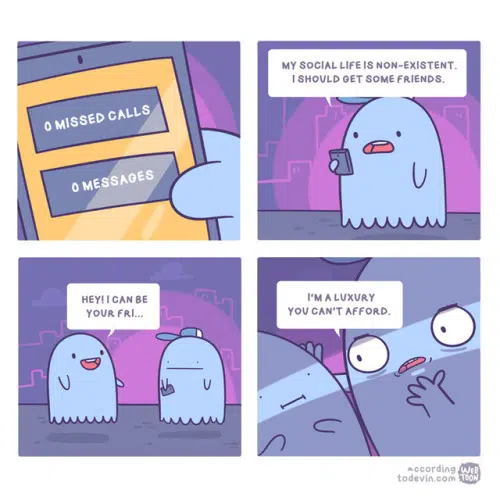 0 MISSED CALLS
0 MESSAGES
MY SOCIAL LIFE IS NON-EXISTENT.
I SHOULD GET SOME FRIENDS.
HEY! I CAN BE
YOUR FRI...
I'M A LUXURY
YOU CAN'T AFFORD.
according
todevin.com
WEB
TOON